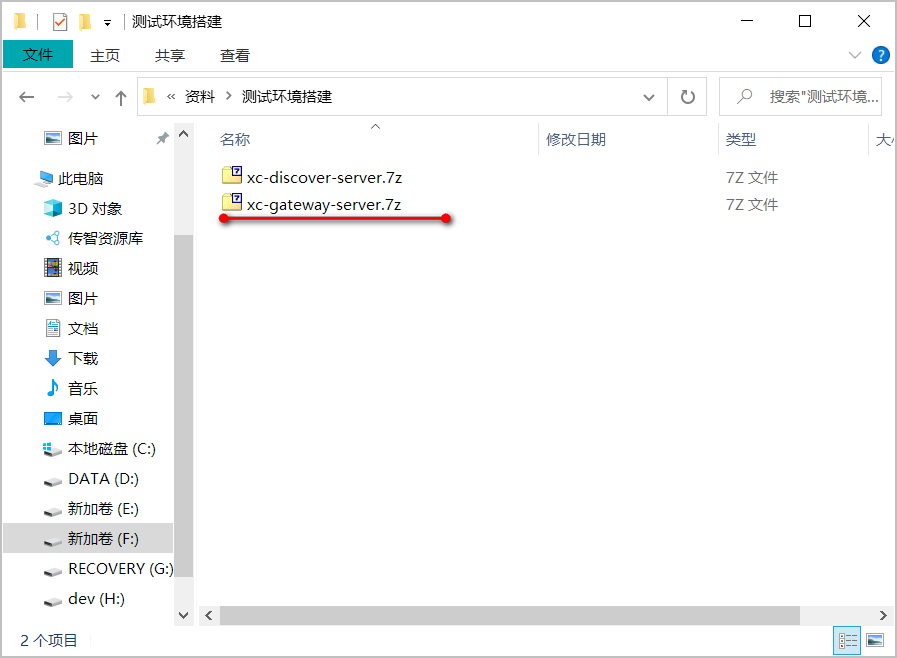 测试环境搭建
文件 主页 共享 查看
« 资料 › 测试环境搭建
搜索"测试环境...
名称 修改日期 类型
xc-discover-server.7z 7Z 文件
xc-gateway-server.7z 7Z 文件
图片
此电脑
3D 对象
传智资源库
视频
图片
文档
下载
音乐
桌面
本地磁盘 (C:)
DATA (D:)
新加卷 (E:)
新加卷 (F:)
RECOVERY (G:)
dev (H:)
2 个项目